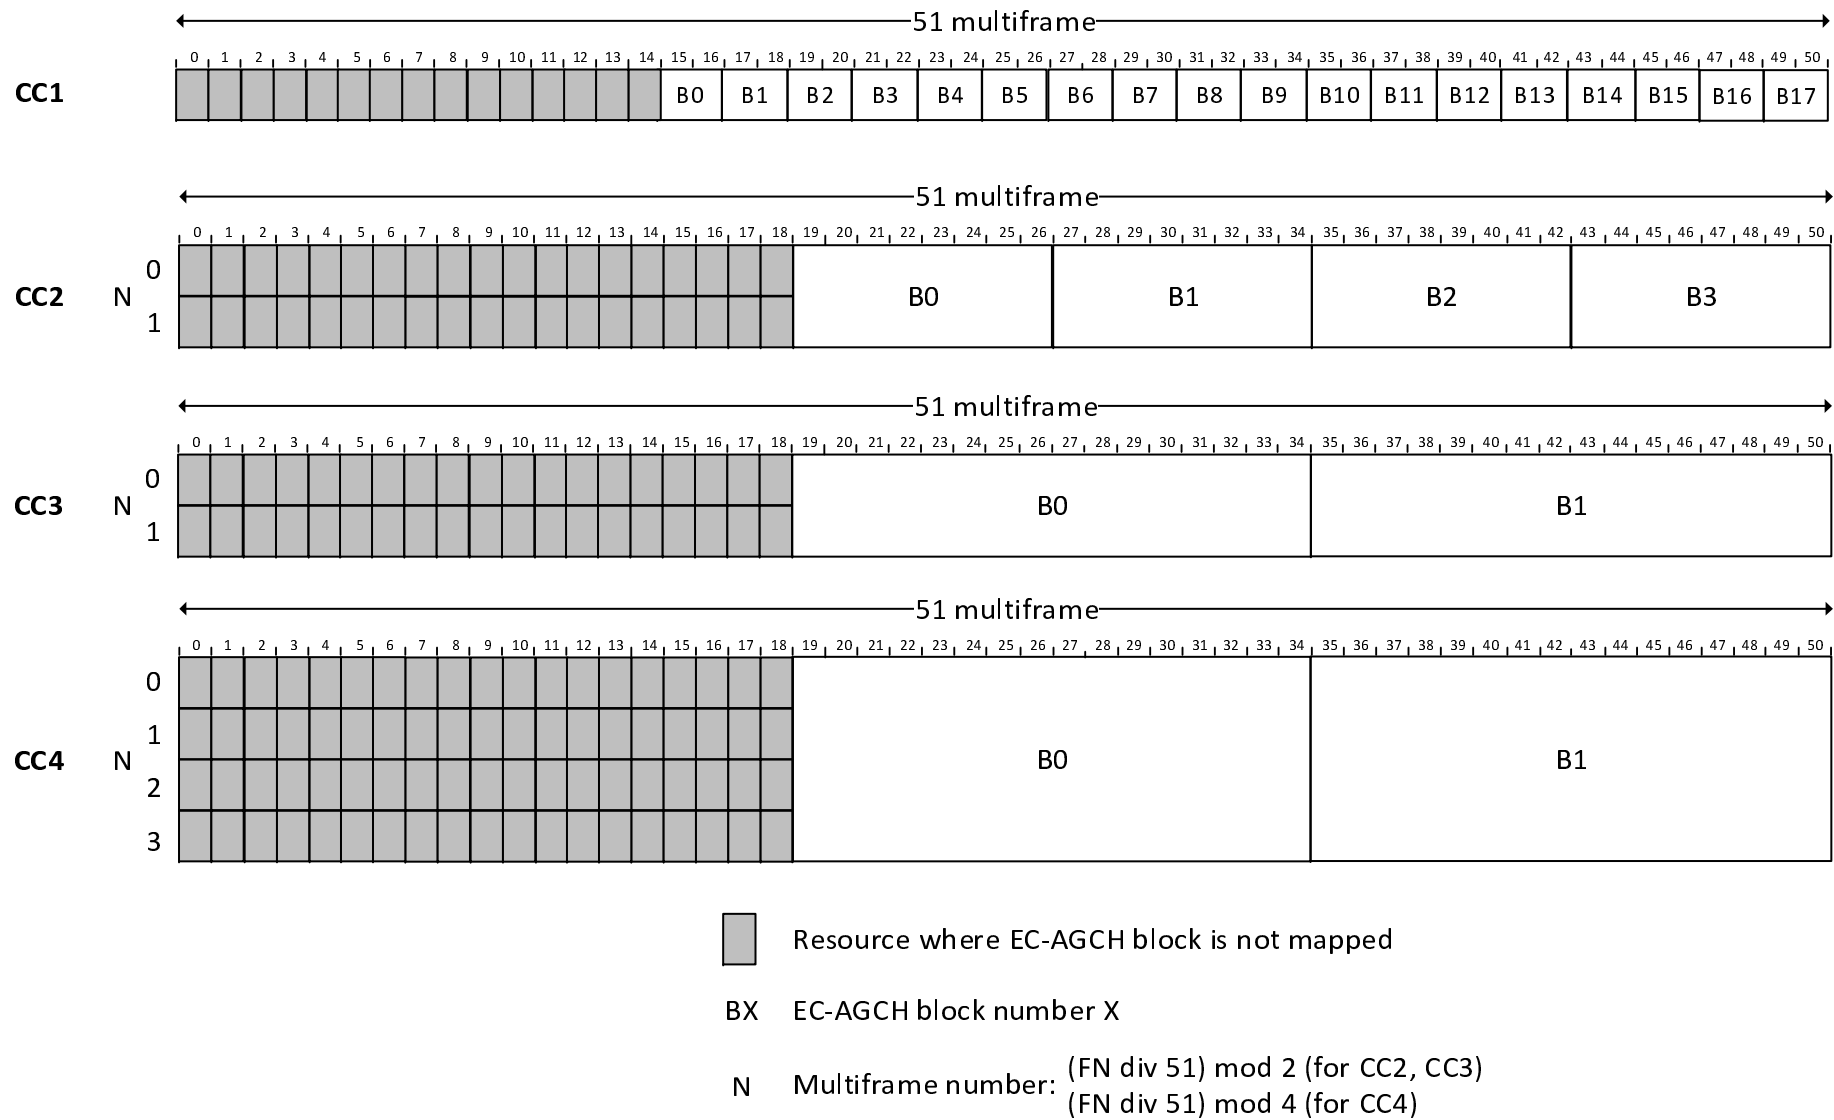 51 multiframe
0 1 2 3 4 5 6 7 8 9 10 11 12 13 14 15 16 17 18 19 20 21 22 23 24 25 26 27 28 29 30 31 32 33 34 35 36 37 38 39 40 41 42 43 44 45 46 47 48 49 50
CC1 B0 B1 B2 B3 B4 B5 B6 B7 B8 B9 B10 B11 B12 B13 B14 B15 B16 B17
51 multiframe
0 1 2 3 4 5 6 7 8 9 10 11 12 13 14 15 16 17 18 19 20 21 22 23 24 25 26 27 28 29 30 31 32 33 34 35 36 37 38 39 40 41 42 43 44 45 46 47 48 49 50
0
CC2 N B0 B1 B2 B3
1
51 multiframe
0 1 2 3 4 5 6 7 8 9 10 11 12 13 14 15 16 17 18 19 20 21 22 23 24 25 26 27 28 29 30 31 32 33 34 35 36 37 38 39 40 41 42 43 44 45 46 47 48 49 50
0
CC3 N B0 B1
1
51 multiframe
0 1 2 3 4 5 6 7 8 9 10 11 12 13 14 15 16 17 18 19 20 21 22 23 24 25 26 27 28 29 30 31 32 33 34 35 36 37 38 39 40 41 42 43 44 45 46 47 48 49 50
0
1
CC4 N B0 B1
2
3
Resource where EC-AGCH block is not mapped
BX EC-AGCH block number X
(FN div 51) mod 2 (for CC2, CC3)
N Multiframe number:
(FN div 51) mod 4 (for CC4)